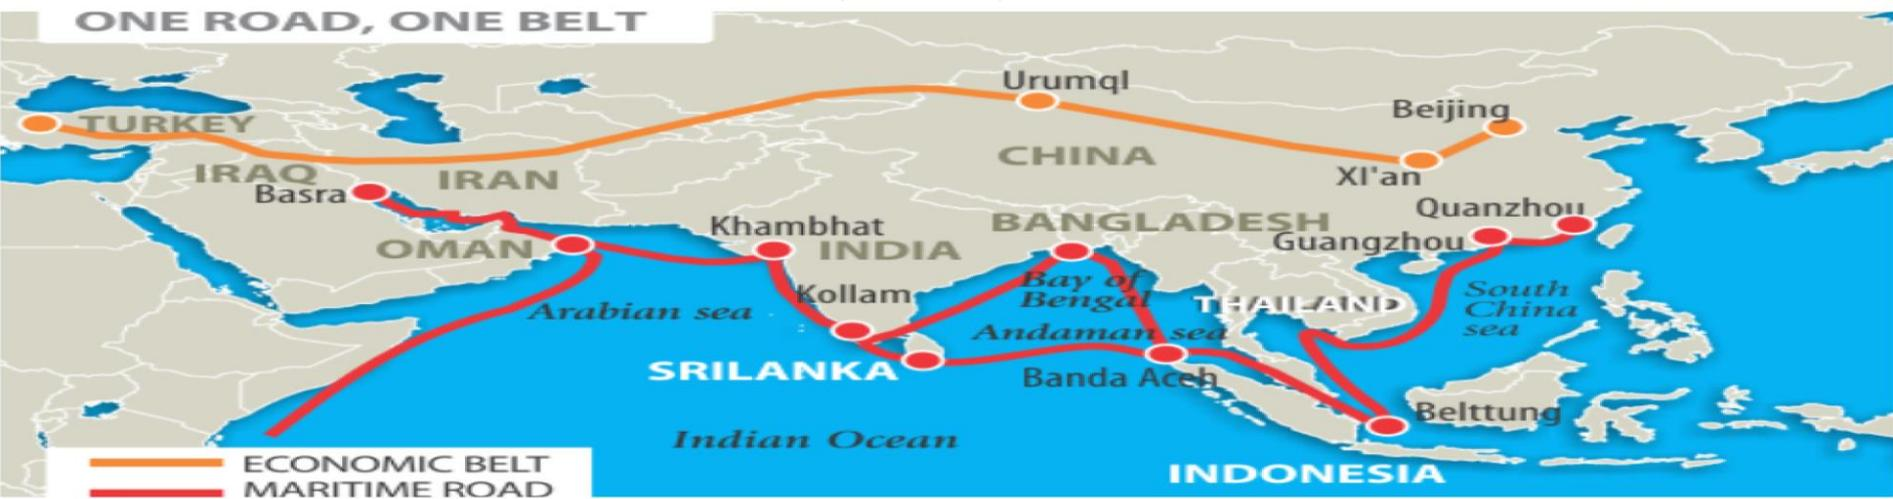 ONE ROAD, ONE BELT
Urumql
Beijing
TURKEY
CHINA
IRAQ
IRAN
XI'an
Basra
Quanzhou
Khambhat
BANGLADESH
Guangzhou
OMAN
INDIA
Bay of
Bengal
Kollam
South
China
sea
THAILAND
Arabian sea
Andaman sea
SRILANKA
Banda Aceh
Belttung
Indian Ocean
INDONESIA
ECONOMIC BELT
MARITIME ROAD